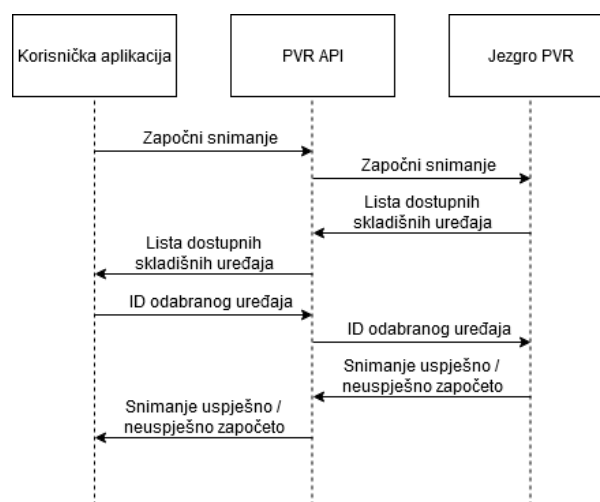 Korisnička aplikacija
PVR API
Jezgro PVR
Započni snimanje
Započni snimanje
Lista dostupnih
skladišnih uređaja
Lista dostupnih
skladišnih uređaja
ID odabranog uređaja
ID odabranog uređaja
Snimanje uspješno /
neuspješno započeto
Snimanje uspješno /
neuspješno započeto